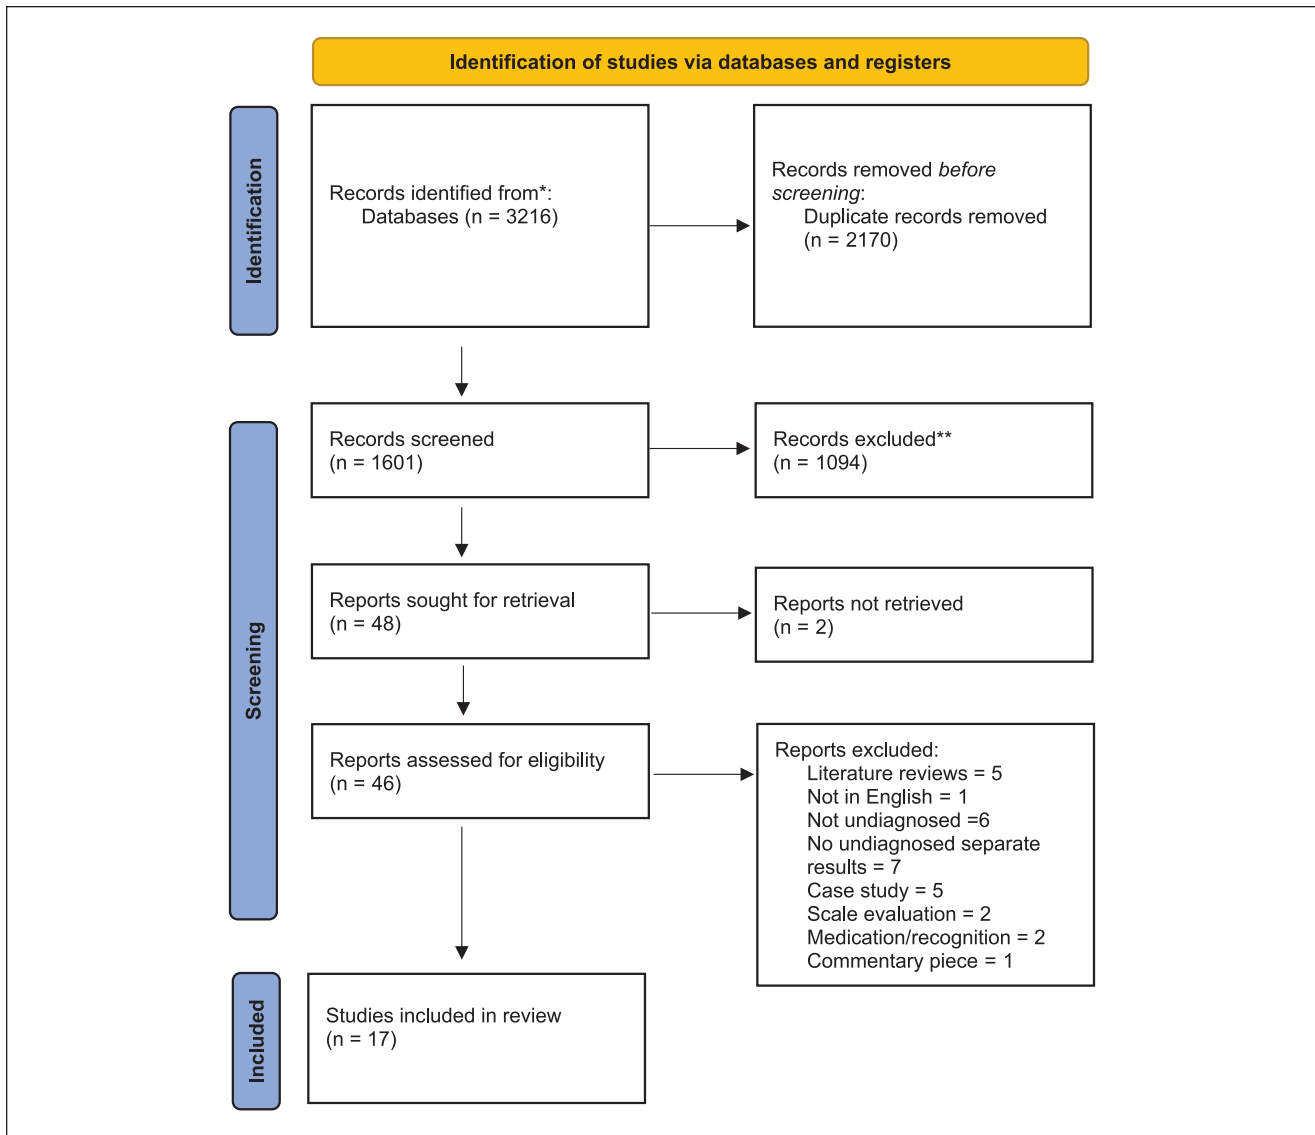 Identification of studies via databases and registers
Identification
Records identified from*:
Databases (n = 3216)
Records removed before
screening:
Duplicate records removed
(n = 2170)
Screening
Records screened
(n = 1601)
Records excluded**
(n = 1094)
Reports sought for retrieval
(n = 48)
Reports not retrieved
(n = 2)
Reports assessed for eligibility
(n = 46)
Reports excluded:
Literature reviews = 5
Not in English = 1
Not undiagnosed =6
No undiagnosed separate
results = 7
Case study = 5
Scale evaluation = 2
Medication/recognition = 2
Commentary piece = 1
Included
Studies included in review
(n = 17)